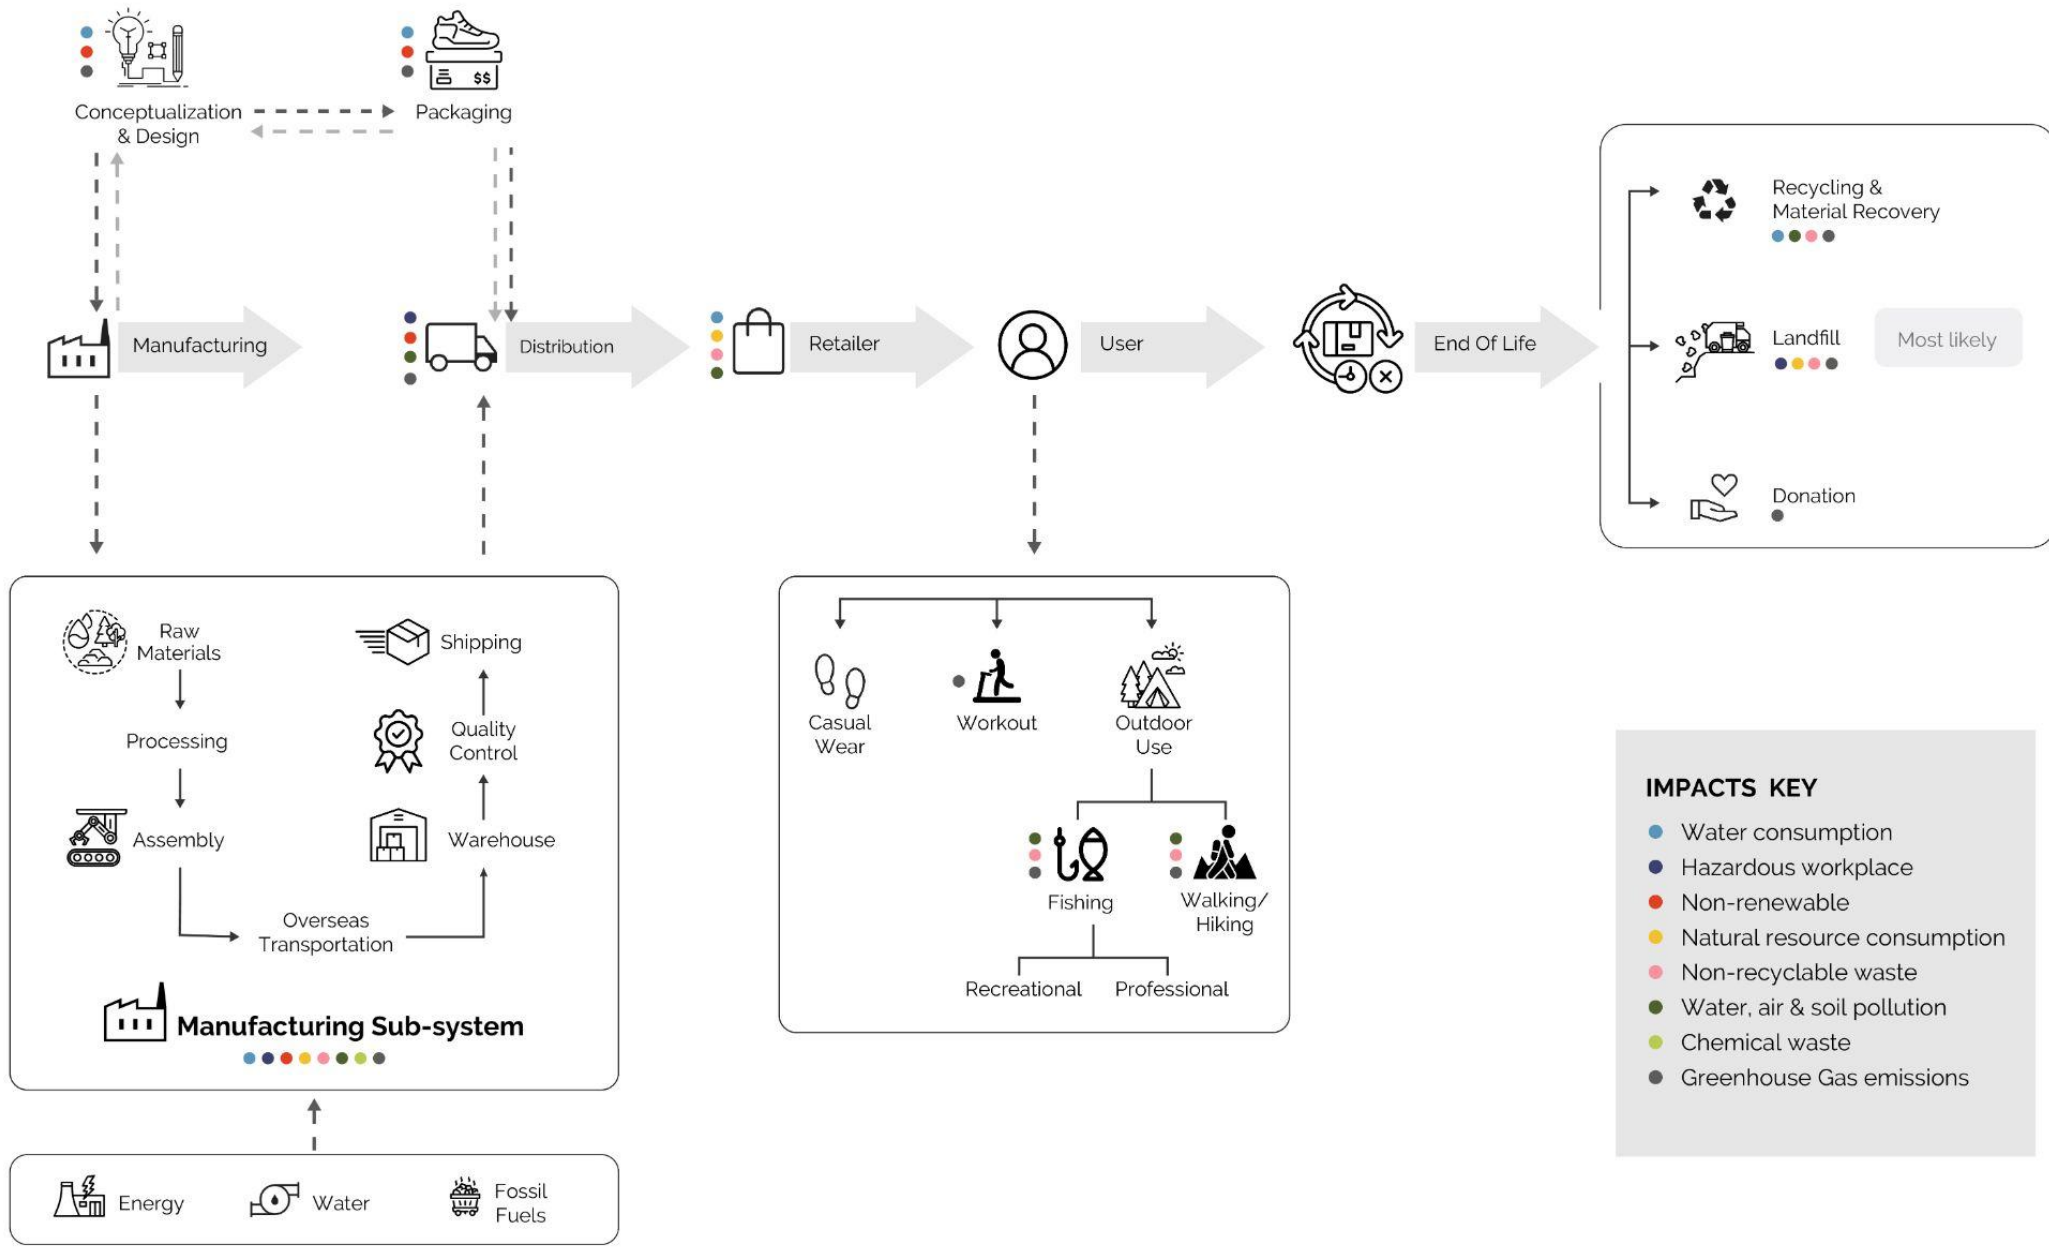 Conceptualization
& Design
$$
Packaging
Manufacturing
Distribution
Retailer
User
End Of Life
Recycling &
Material Recovery
Landfill
Most likely
Donation
Raw
Materials
Processing
Assembly
Overseas
Transportation
Warehouse
Quality
Control
Shipping
Manufacturing Sub-system
Energy
Water
Fossil
Fuels
Casual
Wear
Workout
Outdoor
Use
Fishing
Walking/
Hiking
Recreational
Professional
IMPACTS KEY
Water consumption
Hazardous workplace
Non-renewable
Natural resource consumption
Non-recyclable waste
Water, air & soil pollution
Chemical waste
Greenhouse Gas emissions